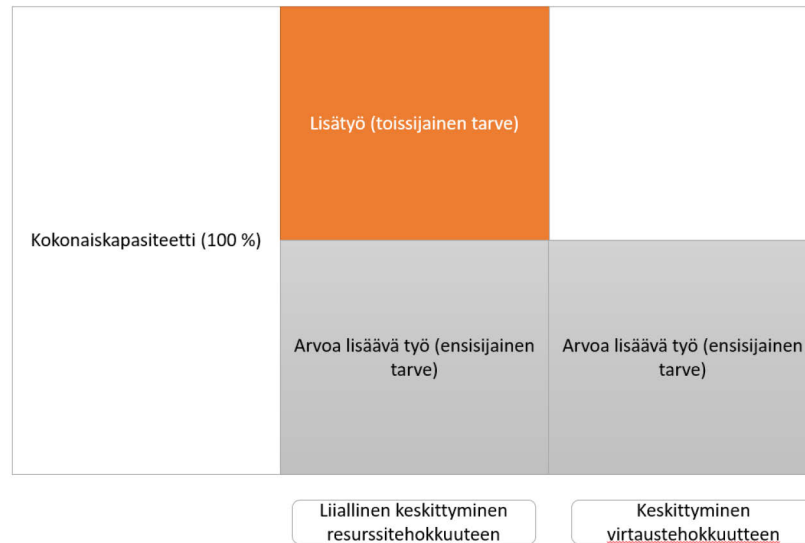 Lisätyö (toissijainen tarve)
Kokonaiskapasiteetti (100 %)
Arvoa lisäävä työ (ensisijainen
tarve)
Arvoa lisäävä työ (ensisijainen
tarve)
Liiallinen keskittyminen
resurssitehokkuuteen
Keskittyminen
virtaustehokkuutteen